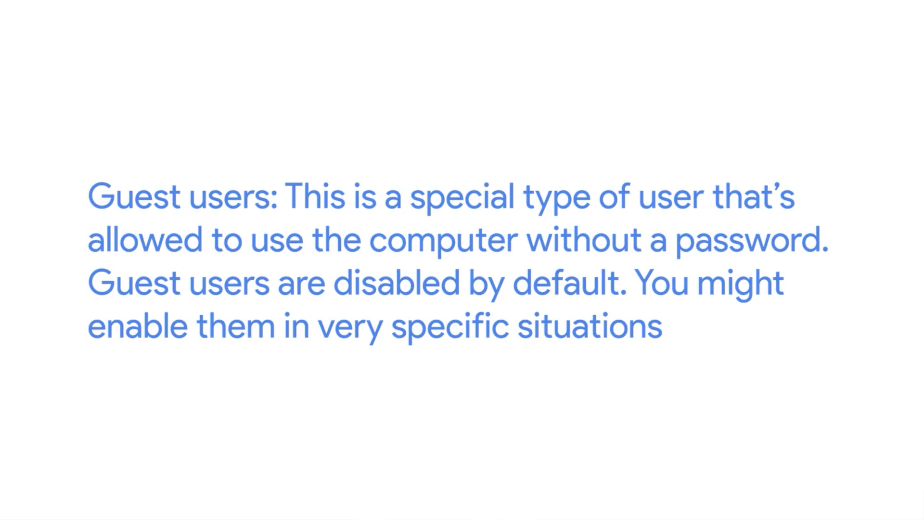 Guest users: This is a special type of user that’s
allowed to use the computer without a password.
Guest users are disabled by default. You might
enable them in very specific situations